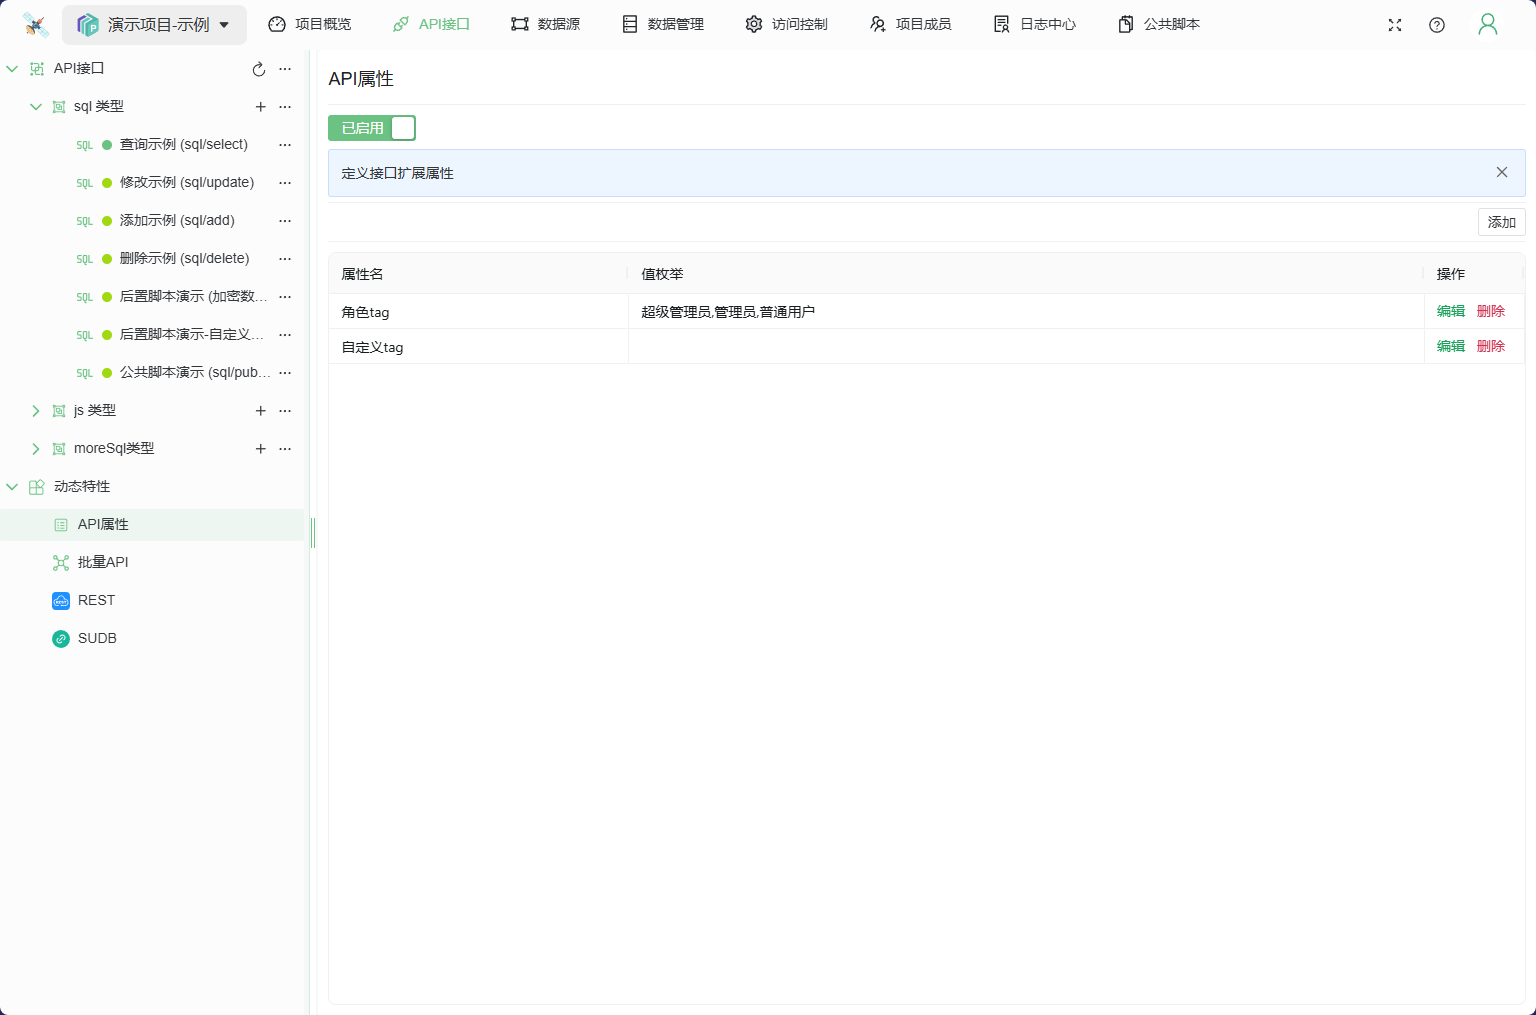 演示项目-示例 项目概览 API接口 数据源 数据管理 访问控制 项目成员 日志中心 公共脚本
API接口
sql 类型
SQL 查询示例 (sql/select)
SQL 修改示例 (sql/update)
SQL 添加示例 (sql/add)
SQL 删除示例 (sql/delete)
SQL 后置脚本演示 (加密数...
SQL 后置脚本演示-自定义...
SQL 公共脚本演示 (sql/pub...
js 类型
moreSql类型
动态特性
API属性
批量API
REST
SUDB
API属性
已启用
定义接口扩展属性
添加
属性名 值枚举 操作
角色tag 超级管理员,管理员,普通用户 编辑 删除
自定义tag 编辑 删除